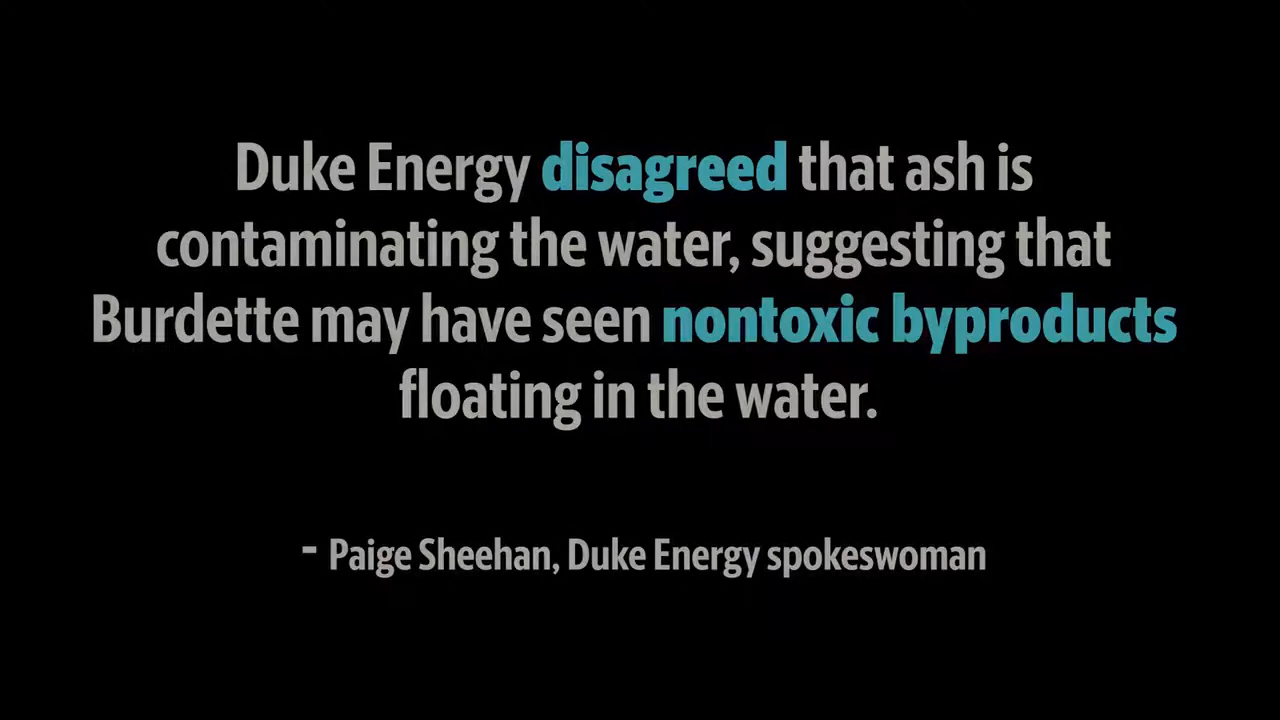 Duke Energy disagreed that ash is
contaminating the water, suggesting that
Burdette may have seen nontoxic byproducts
floating in the water.
- Paige Sheehan, Duke Energy spokeswoman